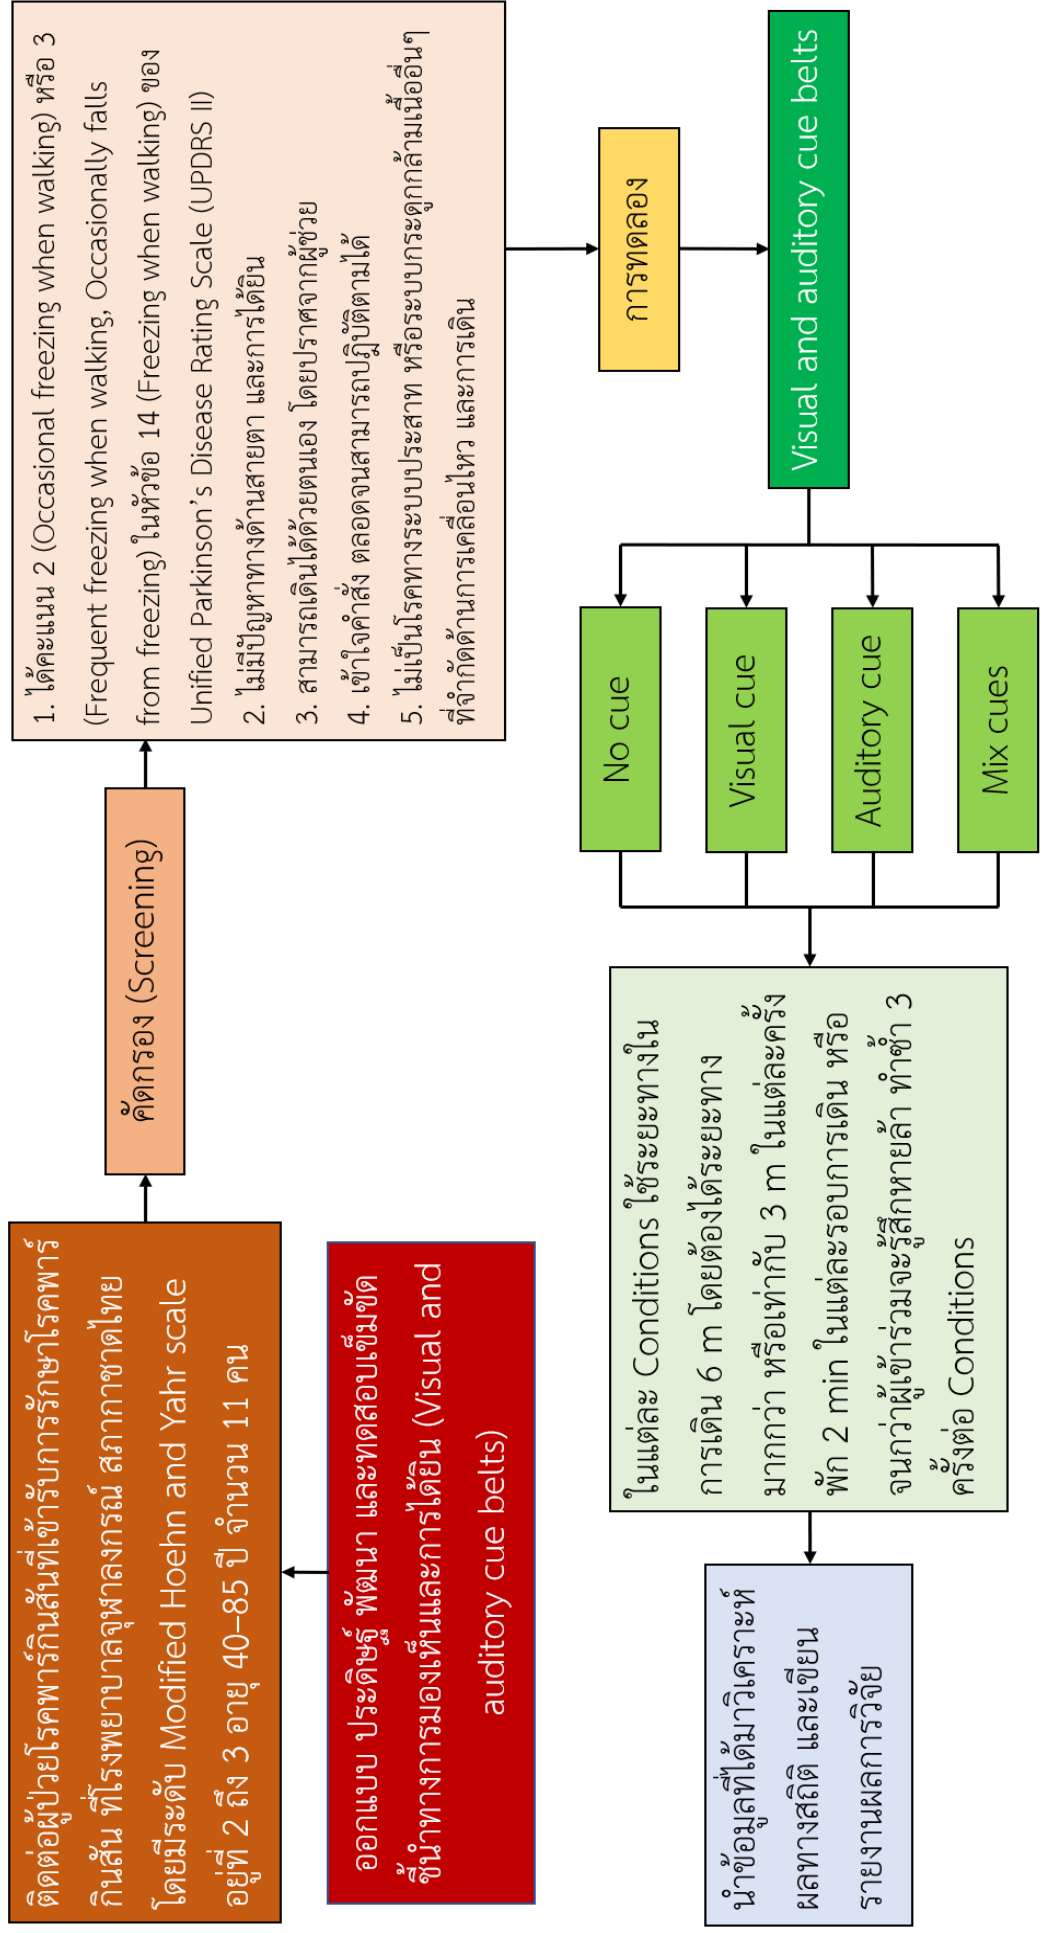 ออกแบบ ประดิษฐ์ พัฒนา และทดสอบเข็มขัด
ชี้นำทางการมองเห็นและการได้ยิน (Visual and
auditory cue belts)
ติดต่อผู้ป่วยโรคพาร์กินสันที่เข้ารับการรักษาโรคพาร์
กินสัน ที่โรงพยาบาลจุฬาลงกรณ์ สภากาชาดไทย
โดยมีระดับ Modified Hoehn and Yahr scale
อยู่ที่ 2 ถึง 3 อายุ 40–85 ปี จำนวน 11 คน
คัดกรอง (Screening)
1. ได้คะแนน 2 (Occasional freezing when walking) หรือ 3
(Frequent freezing when walking, Occasionally falls
from freezing) ในหัวข้อ 14 (Freezing when walking) ของ
Unified Parkinson's Disease Rating Scale (UPDRS II)
2. ไม่มีปัญหาทางด้านสายตา และการได้ยิน
3. สามารถเดินได้ด้วยตนเอง โดยปราศจากผู้ช่วย
4. เข้าใจคำสั่ง ตลอดจนสามารถปฏิบัติตามได้
5. ไม่เป็นโรคทางระบบประสาท หรือระบบกระดูกกล้ามเนื้ออื่นๆ
ที่จำกัดด้านการเคลื่อนไหว และการเดิน
การทดลอง
Visual and auditory cue belts
No cue
Visual cue
Auditory cue
Mix cues
ในแต่ละ Conditions ใช้ระยะทางใน
การเดิน 6 m โดยต้องได้ระยะทาง
มากกว่า หรือเท่ากับ 3 m ในแต่ละครั้ง
พัก 2 min ในแต่ละรอบการเดิน หรือ
จนกว่าผู้เข้าร่วมจะรู้สึกหายล้า ทำซ้ำ 3
ครั้งต่อ Conditions
นำข้อมูลที่ได้มาวิเคราะห์
ผลทางสถิติ และเขียน
รายงานผลการวิจัย